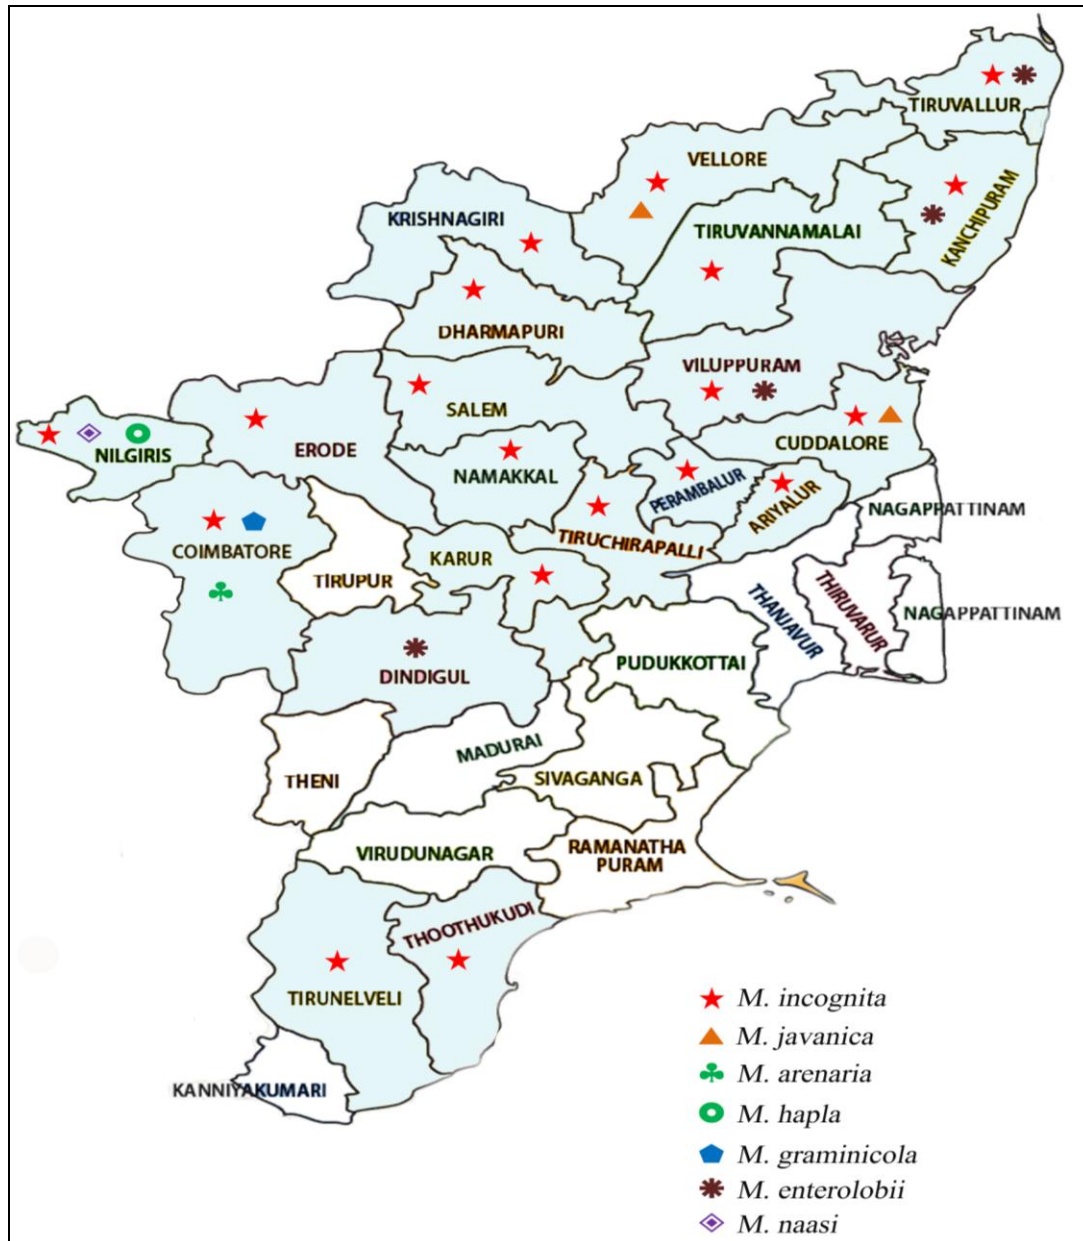 TIRUVALLUR
VELLORE
KANCHIPURAM
KRISHNAGIRI
TIRUVANNAMALAI
DHARMAPURI
VILUPPURAM
SALEM
CUDDALORE
NILGIRIS
ERODE
NAMAKKAL
PERAMBALUR
ARIYALUR
NAGAPPATTINAM
COIMBATORE
TIRUCHIRAPALLI
KARUR
TIRUPUR
THANJAVUR
THIRUVARUR
NAGAPPATTINAM
DINDIGUL
PUDUKKOTTAI
MADURAI
THENI
SIVAGANGA
VIRUDUNAGAR
RAMANATHA
PURAM
THOOTHUKUDI
TIRUNELVELI
KANNIYAKUMARI
M. incognita
M. javanica
M. arenaria
M. hapla
M. graminicola
M. enterolobii
M. naasi